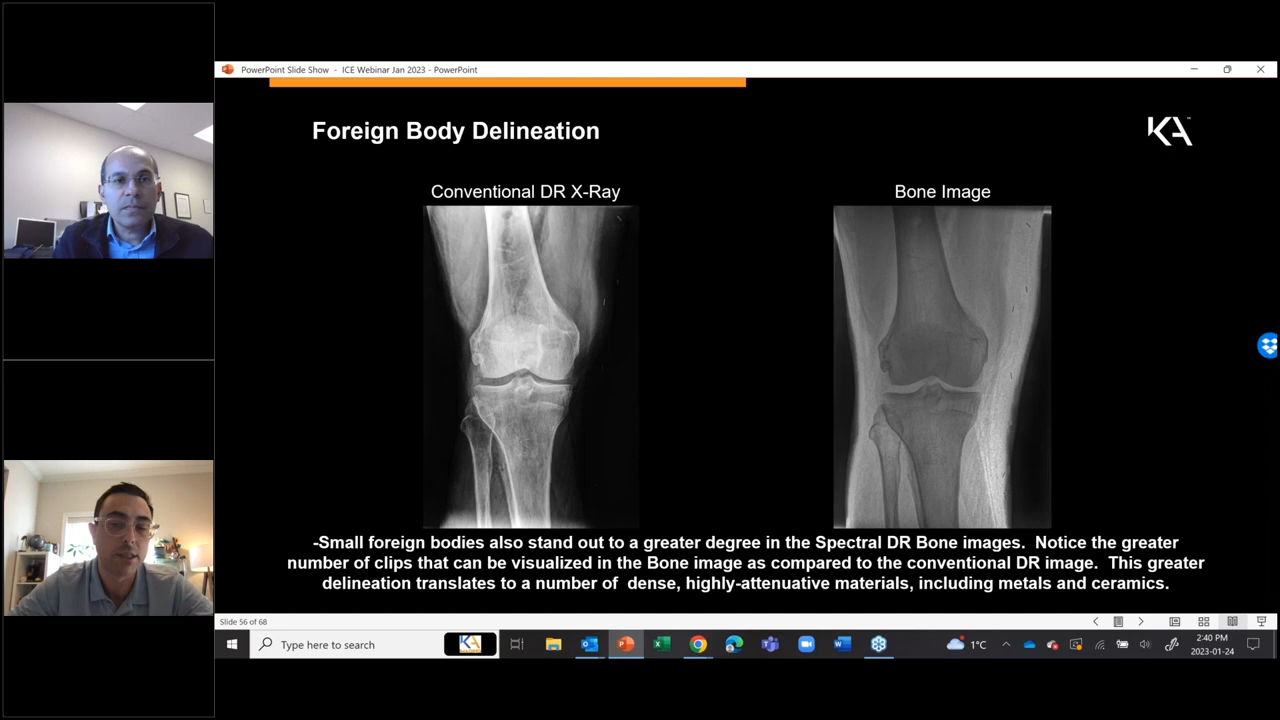 PowerPoint Slide Show - ICE Webinar Jan 2023 - PowerPoint
Foreign Body Delineation
KA™
Conventional DR X-Ray
Bone Image
-Small foreign bodies also stand out to a greater degree in the Spectral DR Bone images. Notice the greater
number of clips that can be visualized in the Bone image as compared to the conventional DR image. This greater
delineation translates to a number of dense, highly-attenuative materials, including metals and ceramics.
Slide 56 of 68
Type here to search
KA
1°C
2:40 PM
2023-01-24